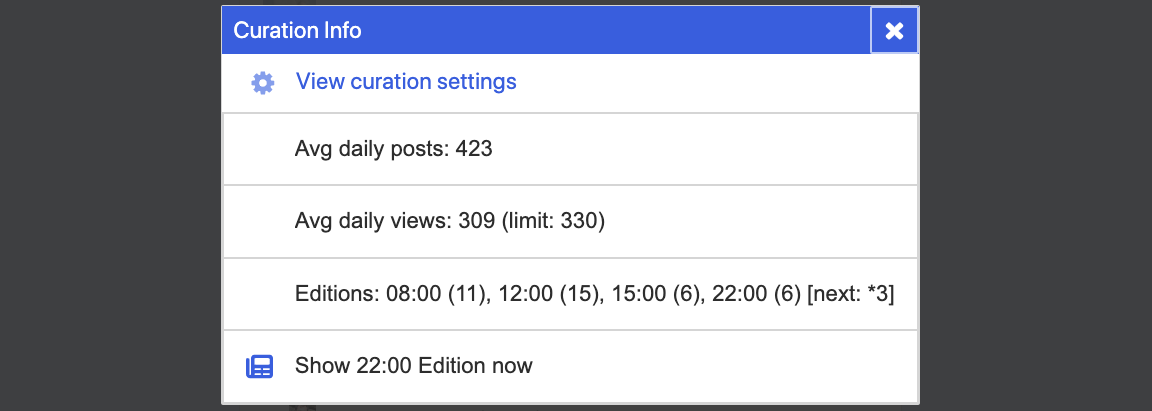 Curation Info
View curation settings
Avg daily posts: 423
Avg daily views: 309 (limit: 330)
Editions: 08:00 (11), 12:00 (15), 15:00 (6), 22:00 (6) [next: *3]
Show 22:00 Edition now